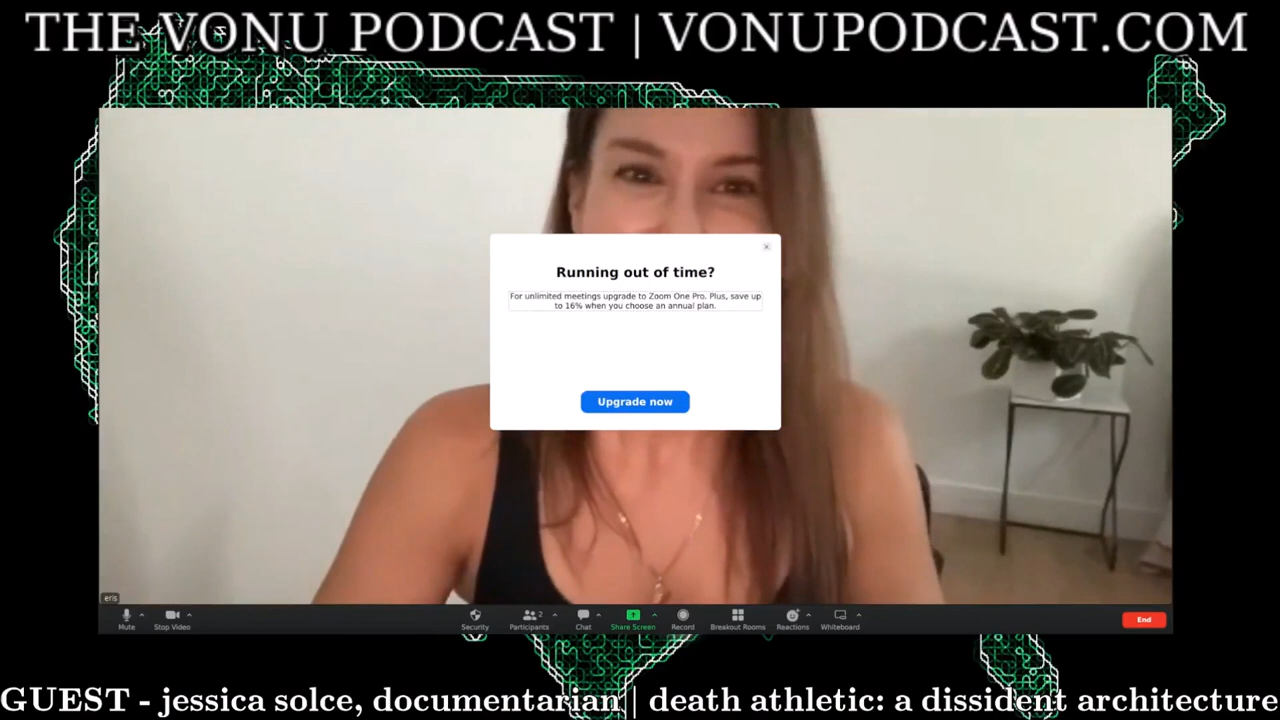 THE VONU PODCAST | VONUPODCAST.COM
Running out of time?
For unlimited meetings upgrade to Zoom One Pro. Plus, save up
to 16% when you choose an annual plan.
Upgrade now
eris
Mute
Stop Video
Security
Participants
2
Chat
Share Screen
Record
Breakout Rooms
Reactions
Whiteboard
End
GUEST - jessica solce, documentarian | death athletic: a dissident architecture